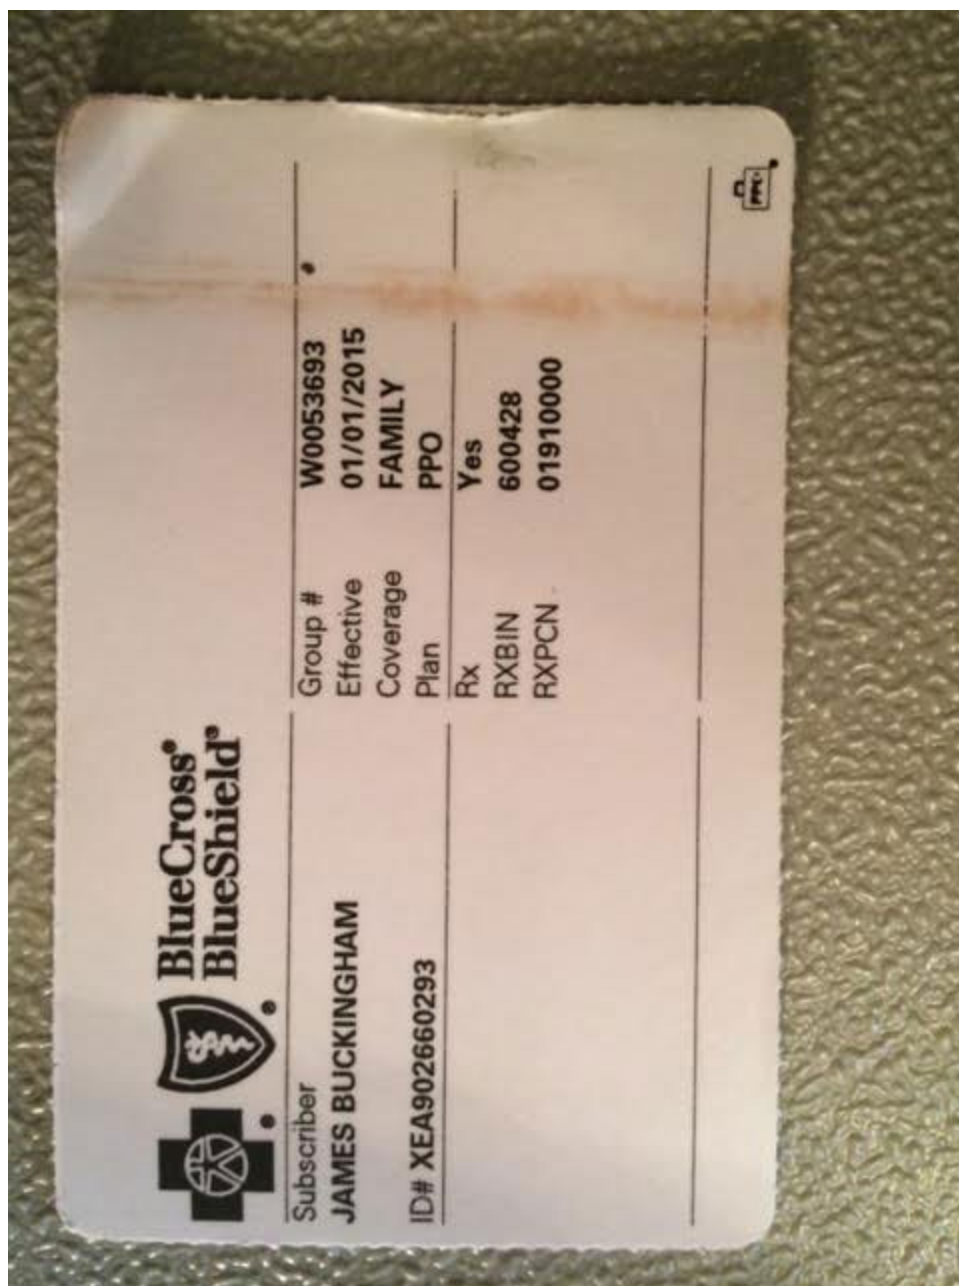 BlueCross®
BlueShield®
Subscriber
JAMES BUCKINGHAM
ID# XEA902660293
Group # W0053693
Effective 01/01/2015
Coverage FAMILY
Plan PPO
Rx Yes
RXBIN 600428
RXPCN 01910000
PPO